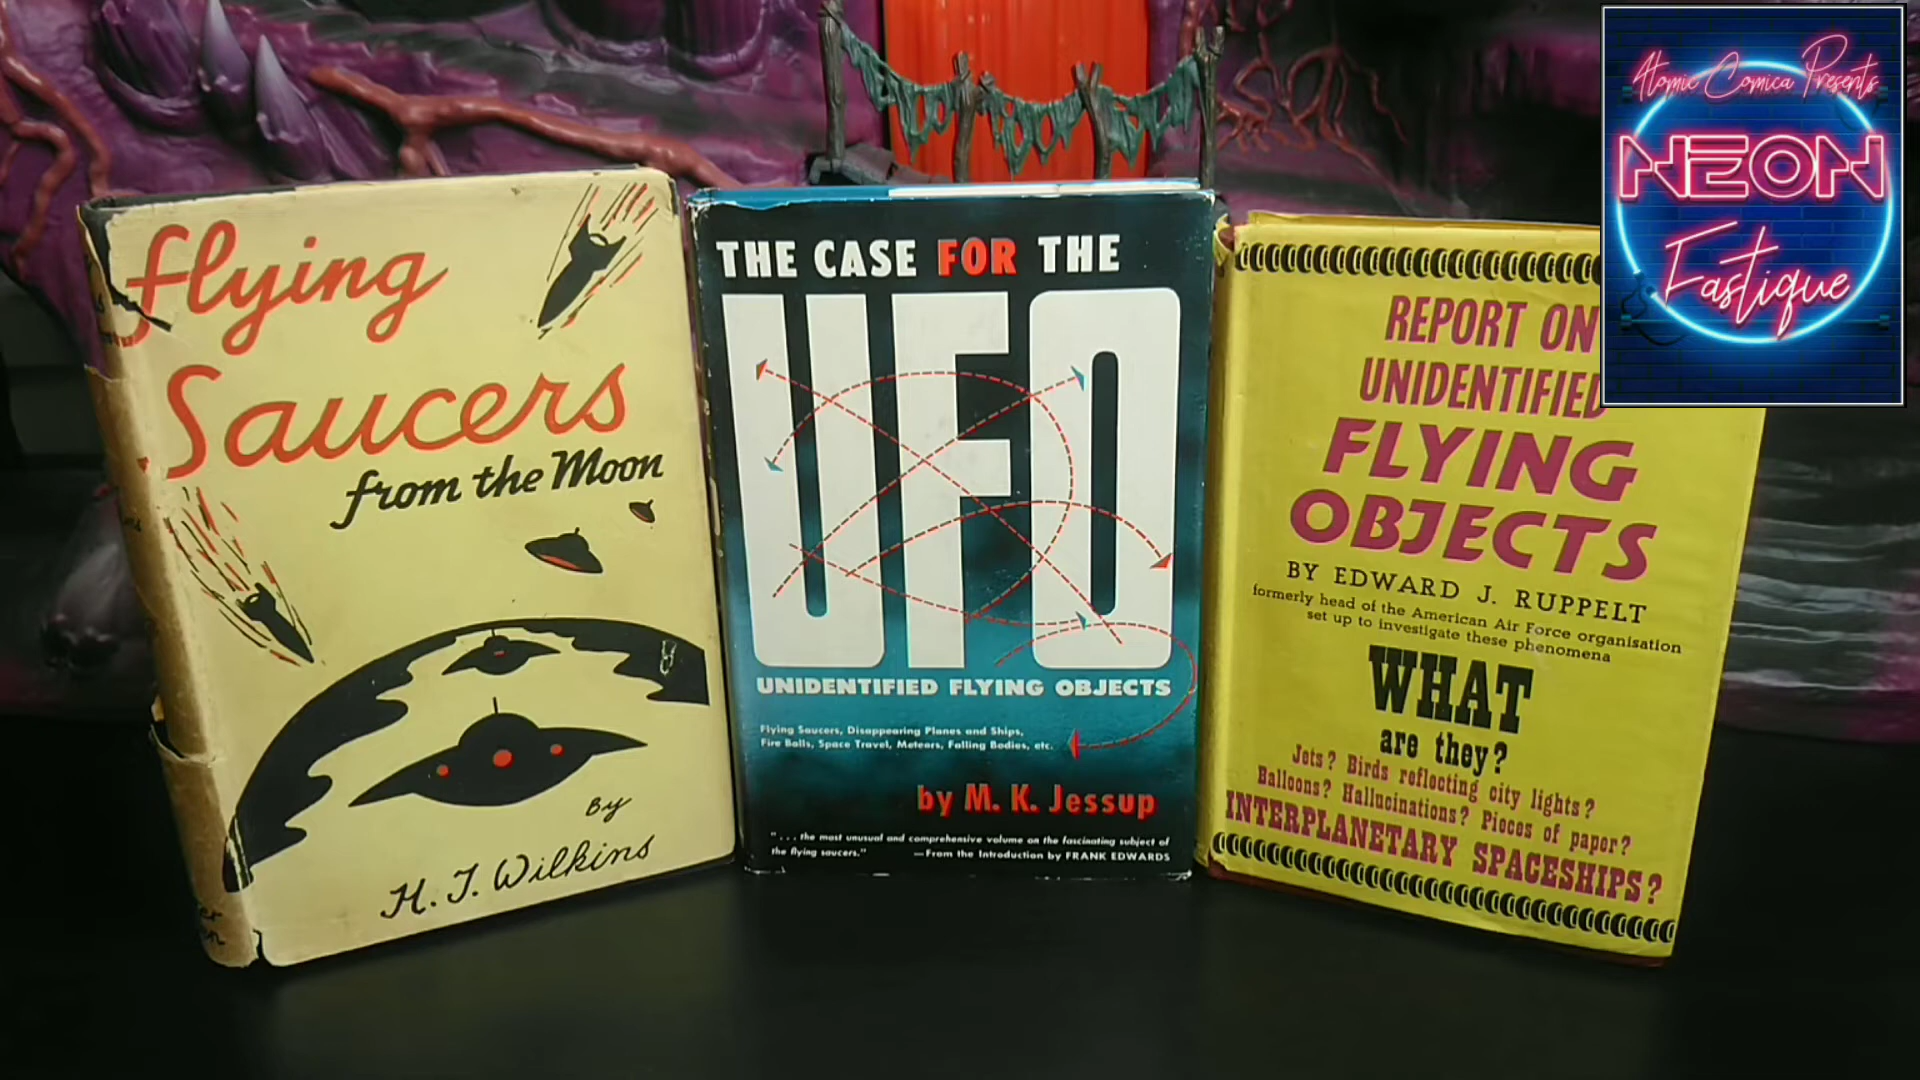 Flying
Saucers
from the Moon
By
H. T. Wilkins
THE CASE FOR THE
UFO
UNIDENTIFIED FLYING OBJECTS
Flying Saucers, Disappearing Planes and Ships,
Fire Balls, Space Travel, Meteors, Falling Bodies, etc.
by M. K. Jessup
"... the most unusual and comprehensive volume on the fascinating subject of
the flying saucers." —From the Introduction by FRANK EDWARDS
REPORT ON
UNIDENTIFIED
FLYING
OBJECTS
BY EDWARD J. RUPPELT
formerly head of the American Air Force organisation
set up to investigate these phenomena
WHAT
are they?
Jets? Birds reflecting city lights?
Balloons? Hallucinations? Pieces of paper?
INTERPLANETARY SPACESHIPS?
Atomic Comica Presents
NEON
Fastique